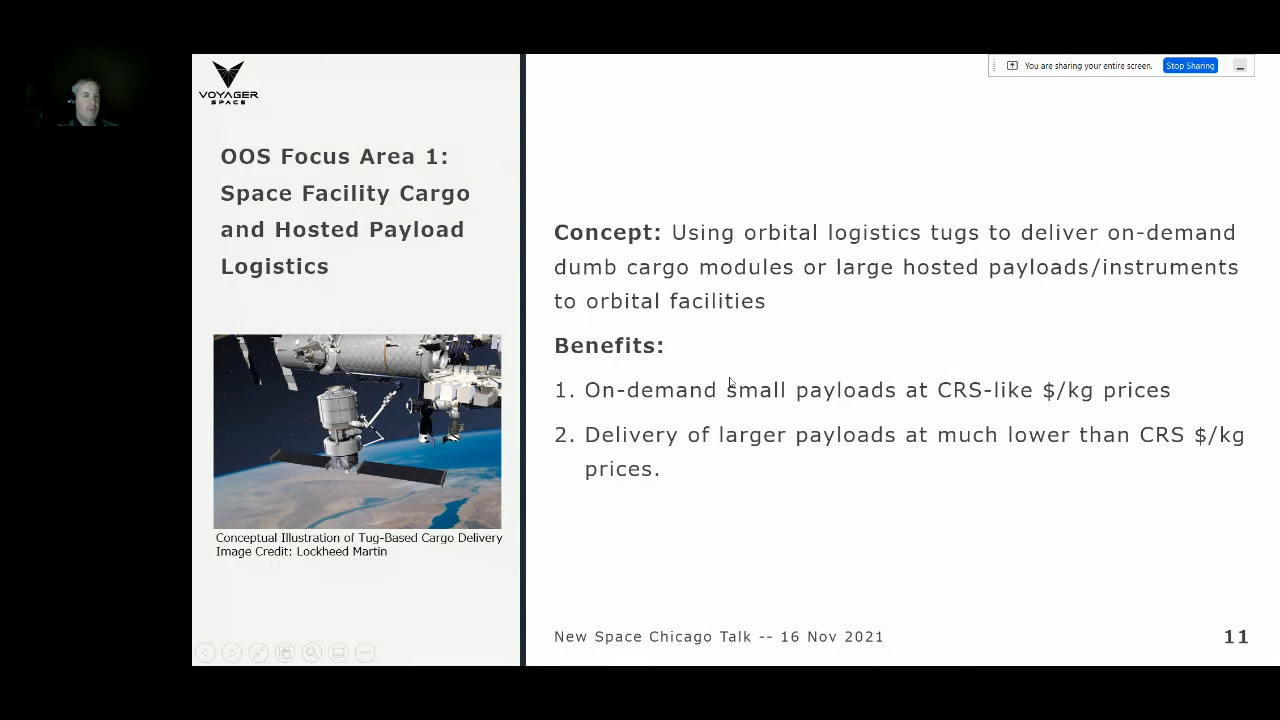 VOYAGER
SPACE
You are sharing your entire screen.
Stop Sharing
OOS Focus Area 1:
Space Facility Cargo
and Hosted Payload
Logistics
Conceptual Illustration of Tug-Based Cargo Delivery
Image Credit: Lockheed Martin
Concept: Using orbital logistics tugs to deliver on-demand
dumb cargo modules or large hosted payloads/instruments
to orbital facilities
Benefits:
1. On-demand small payloads at CRS-like $/kg prices
2. Delivery of larger payloads at much lower than CRS $/kg
prices.
New Space Chicago Talk -- 16 Nov 2021
11